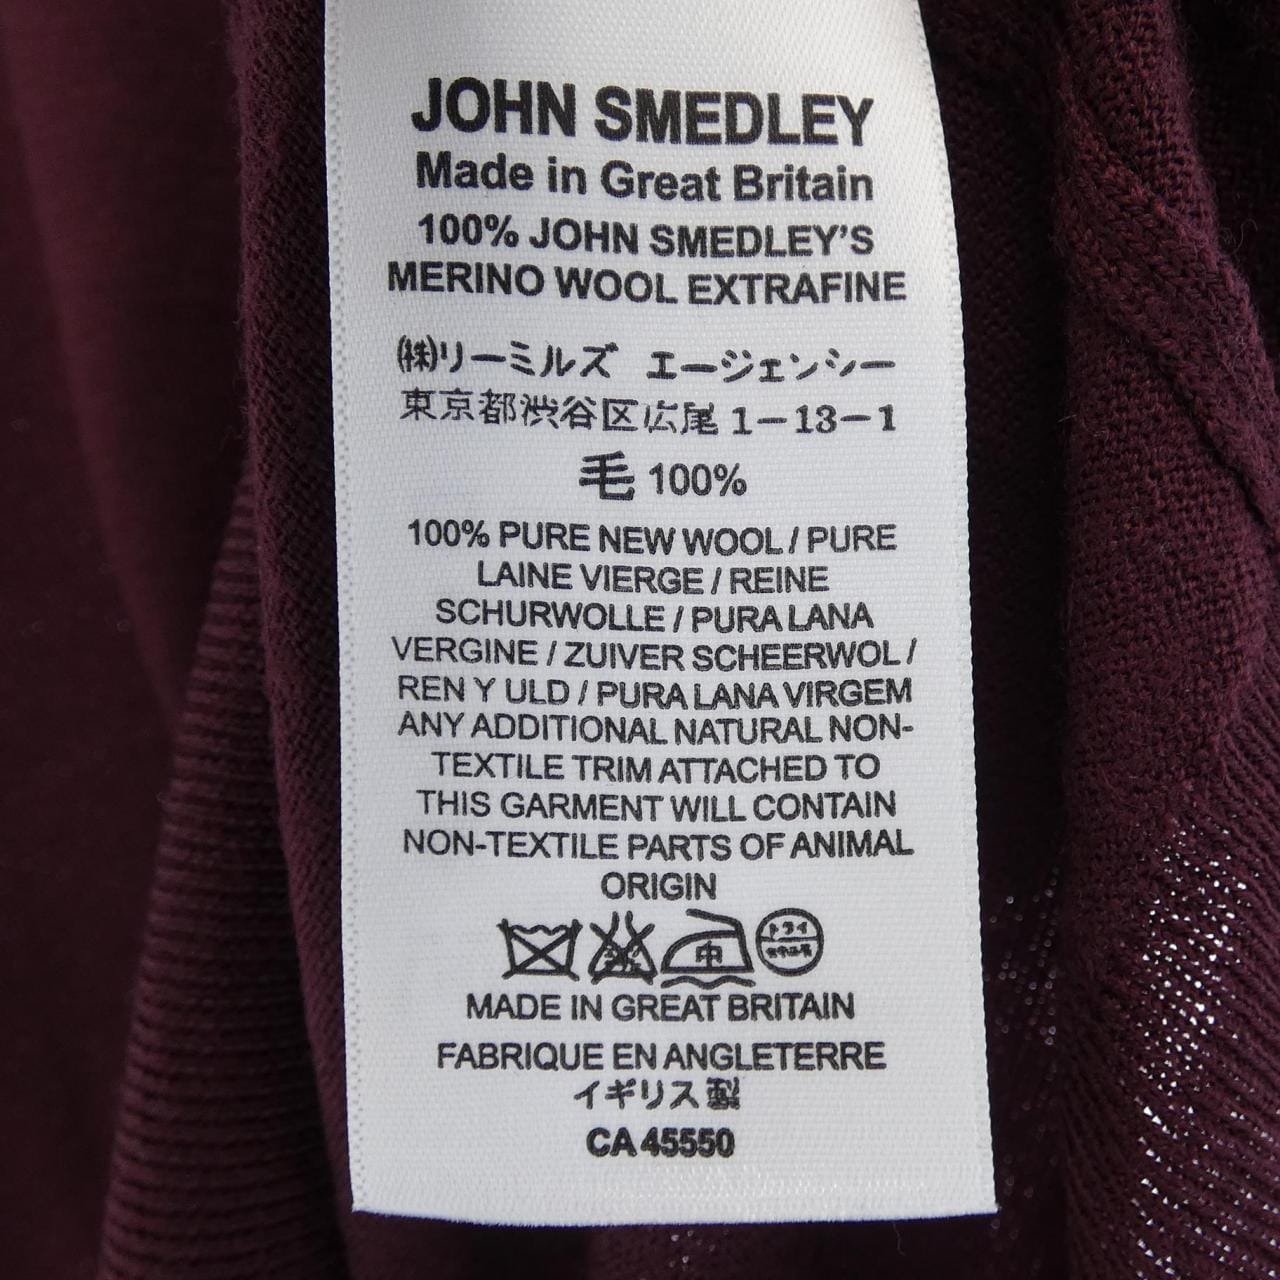 JOHN SMEDLEY
Made in Great Britain
100% JOHN SMEDLEY'S
MERINO WOOL EXTRAFINE
㈱リーミルズ エージェンシー
東京都渋谷区広尾1-13-1
毛 100%
100% PURE NEW WOOL / PURE
LAINE VIERGE / REINE
SCHURWOLLE / PURA LANA
VERGINE / ZUIVER SCHEERWOL /
REN Y ULD / PURA LANA VIRGEM
ANY ADDITIONAL NATURAL NON-
TEXTILE TRIM ATTACHED TO
THIS GARMENT WILL CONTAIN
NON-TEXTILE PARTS OF ANIMAL
ORIGIN
中 ドライ
MADE IN GREAT BRITAIN
FABRIQUE EN ANGLETERRE
イギリス製
CA 45550